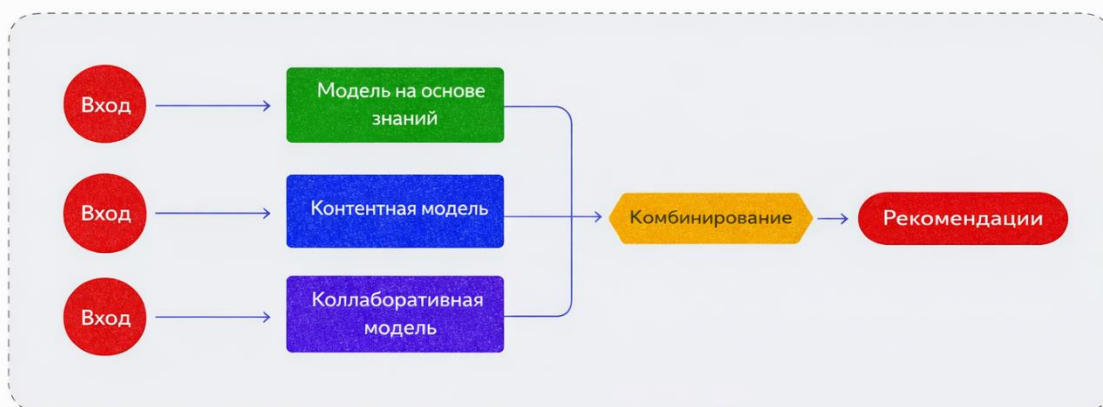 Вход
Модель на основе
знаний
Вход
Контентная модель
Комбинирование
Рекомендации
Вход
Коллаборативная
модель